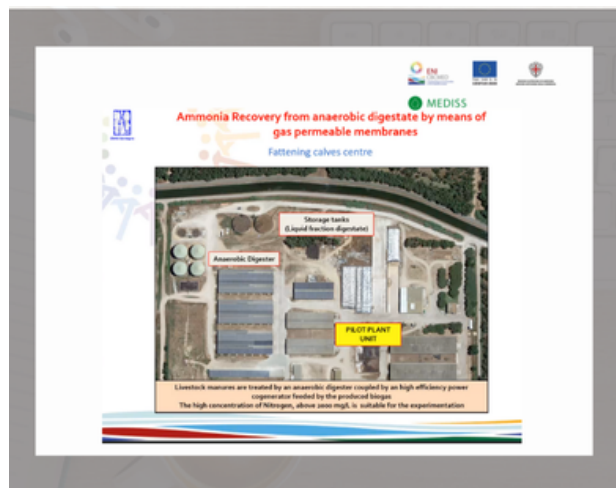 ENI
MEDISS
Ammonia Recovery from anaerobic digestate by means of
gas permeable membranes
Fattening calves centre
Storage tanks
(Liquid fraction digestate)
Anaerobic Digester
PILOT PLANT
UNIT
Livestock manures are treated by an anaerobic digester coupled by an high efficiency power
cogenerator feeded by the produced biogas
The high concentration of Nitrogen, above 2000 mg/L is suitable for the experimentation